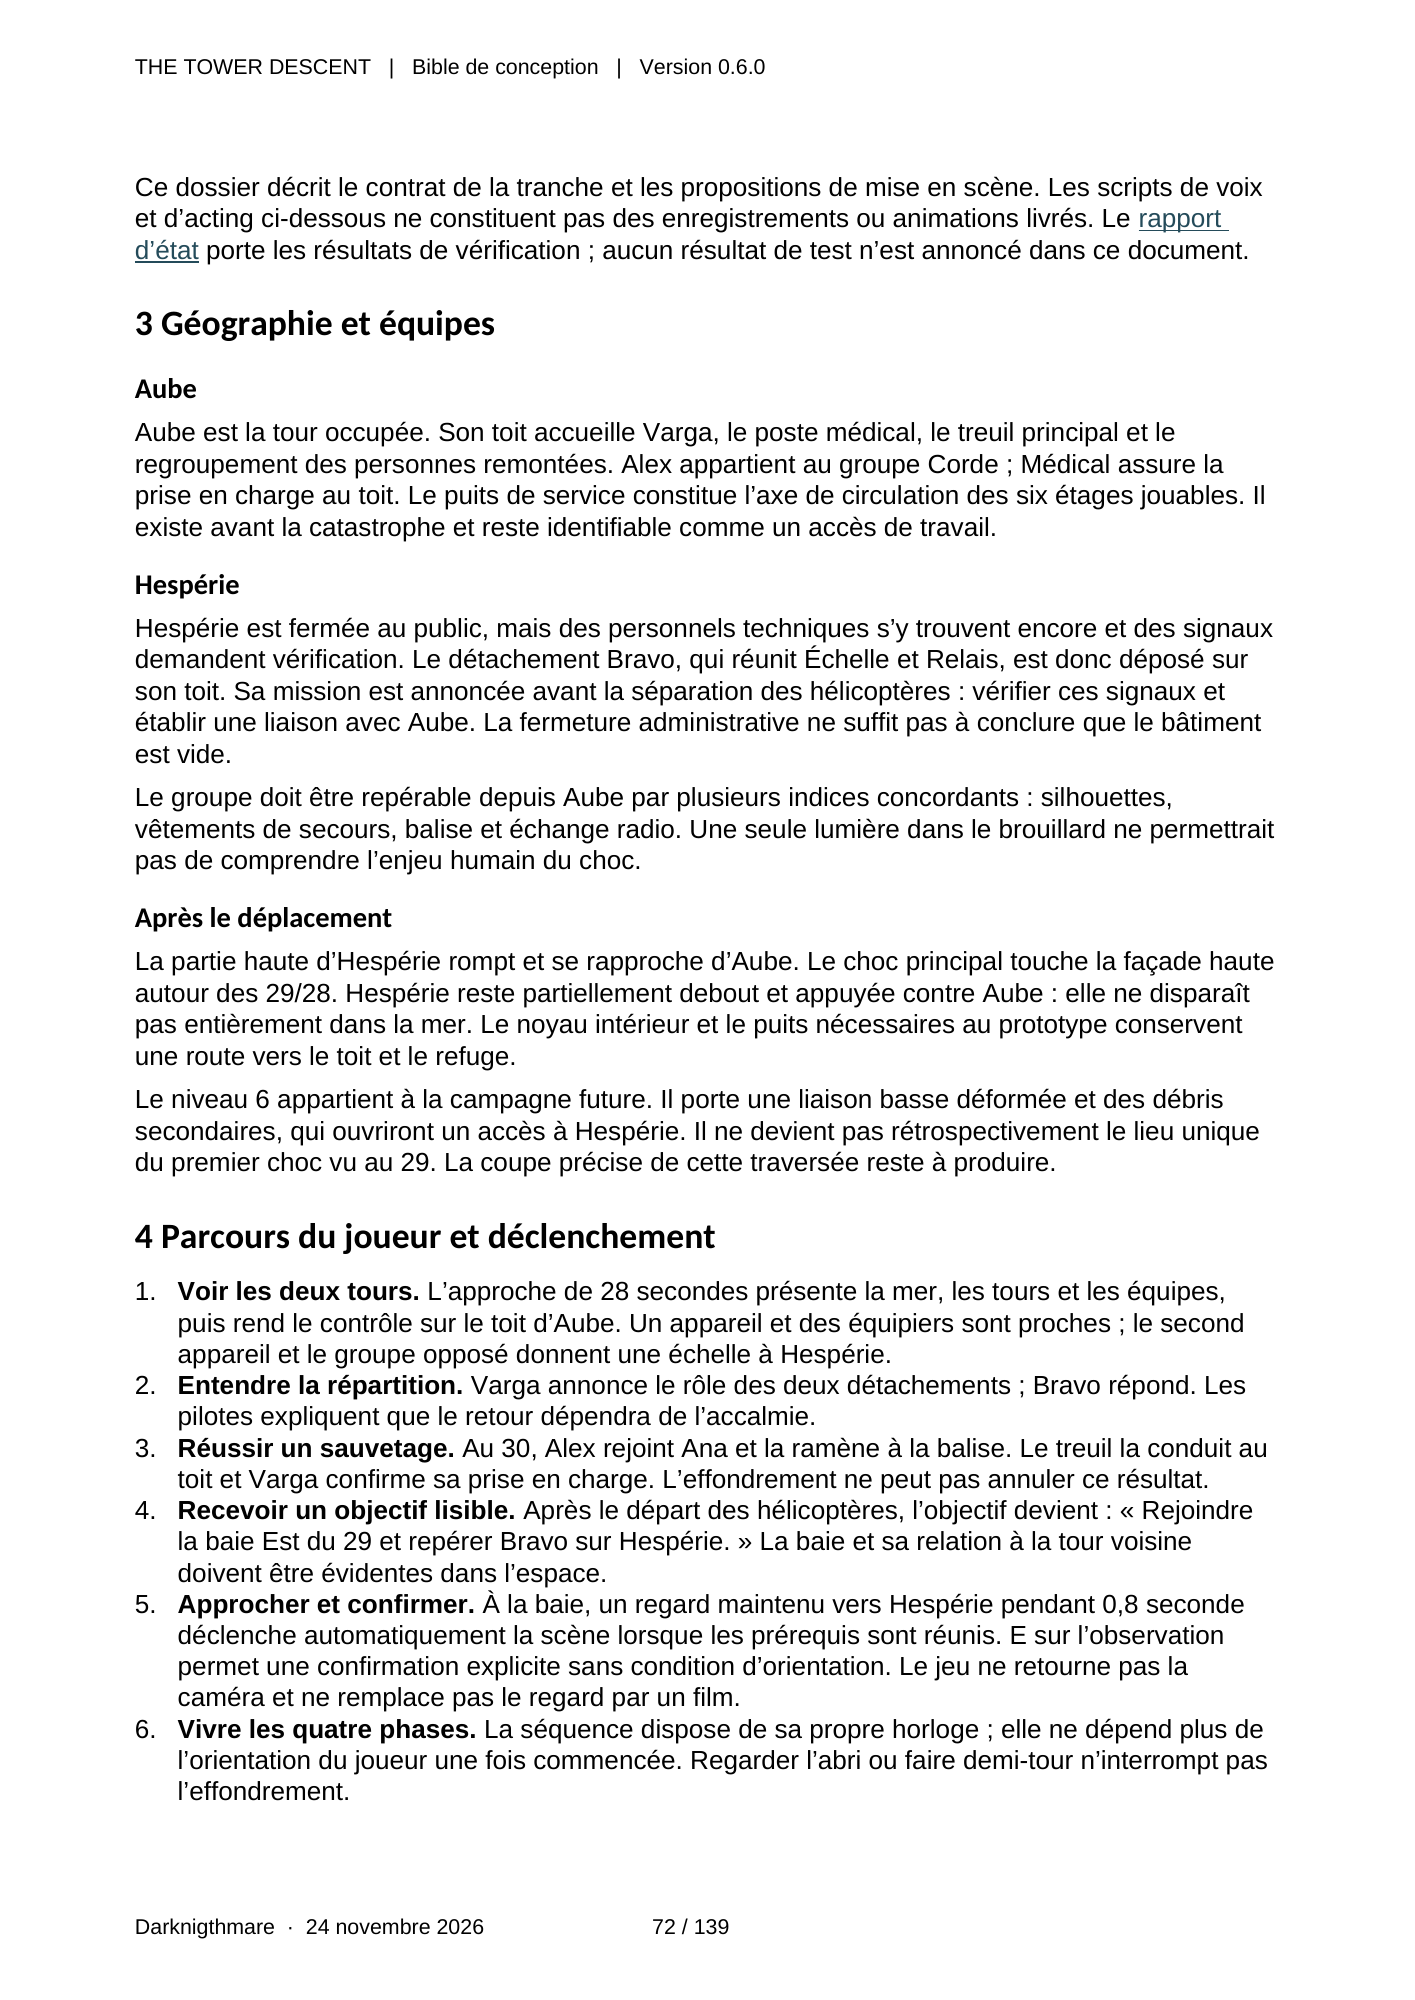 THE TOWER DESCENT | Bible de conception | Version 0.6.0
Ce dossier décrit le contrat de la tranche et les propositions de mise en scène. Les scripts de voix
et d’acting ci-dessous ne constituent pas des enregistrements ou animations livrés. Le rapport
d’état porte les résultats de vérification ; aucun résultat de test n’est annoncé dans ce document.
3 Géographie et équipes
Aube
Aube est la tour occupée. Son toit accueille Varga, le poste médical, le treuil principal et le
regroupement des personnes remontées. Alex appartient au groupe Corde ; Médical assure la
prise en charge au toit. Le puits de service constitue l’axe de circulation des six étages jouables. Il
existe avant la catastrophe et reste identifiable comme un accès de travail.
Hespérie
Hespérie est fermée au public, mais des personnels techniques s’y trouvent encore et des signaux
demandent vérification. Le détachement Bravo, qui réunit Échelle et Relais, est donc déposé sur
son toit. Sa mission est annoncée avant la séparation des hélicoptères : vérifier ces signaux et
établir une liaison avec Aube. La fermeture administrative ne suffit pas à conclure que le bâtiment
est vide.
Le groupe doit être repérable depuis Aube par plusieurs indices concordants : silhouettes,
vêtements de secours, balise et échange radio. Une seule lumière dans le brouillard ne permettrait
pas de comprendre l’enjeu humain du choc.
Après le déplacement
La partie haute d’Hespérie rompt et se rapproche d’Aube. Le choc principal touche la façade haute
autour des 29/28. Hespérie reste partiellement debout et appuyée contre Aube : elle ne disparaît
pas entièrement dans la mer. Le noyau intérieur et le puits nécessaires au prototype conservent
une route vers le toit et le refuge.
Le niveau 6 appartient à la campagne future. Il porte une liaison basse déformée et des débris
secondaires, qui ouvriront un accès à Hespérie. Il ne devient pas rétrospectivement le lieu unique
du premier choc vu au 29. La coupe précise de cette traversée reste à produire.
4 Parcours du joueur et déclenchement
1. Voir les deux tours. L’approche de 28 secondes présente la mer, les tours et les équipes,
puis rend le contrôle sur le toit d’Aube. Un appareil et des équipiers sont proches ; le second
appareil et le groupe opposé donnent une échelle à Hespérie.
2. Entendre la répartition. Varga annonce le rôle des deux détachements ; Bravo répond. Les
pilotes expliquent que le retour dépendra de l’accalmie.
3. Réussir un sauvetage. Au 30, Alex rejoint Ana et la ramène à la balise. Le treuil la conduit au
toit et Varga confirme sa prise en charge. L’effondrement ne peut pas annuler ce résultat.
4. Recevoir un objectif lisible. Après le départ des hélicoptères, l’objectif devient : « Rejoindre
la baie Est du 29 et repérer Bravo sur Hespérie. » La baie et sa relation à la tour voisine
doivent être évidentes dans l’espace.
5. Approcher et confirmer. À la baie, un regard maintenu vers Hespérie pendant 0,8 seconde
déclenche automatiquement la scène lorsque les prérequis sont réunis. E sur l’observation
permet une confirmation explicite sans condition d’orientation. Le jeu ne retourne pas la
caméra et ne remplace pas le regard par un film.
6. Vivre les quatre phases. La séquence dispose de sa propre horloge ; elle ne dépend plus de
l’orientation du joueur une fois commencée. Regarder l’abri ou faire demi-tour n’interrompt pas
l’effondrement.
Darknigthmare · 24 novembre 2026 72 / 139